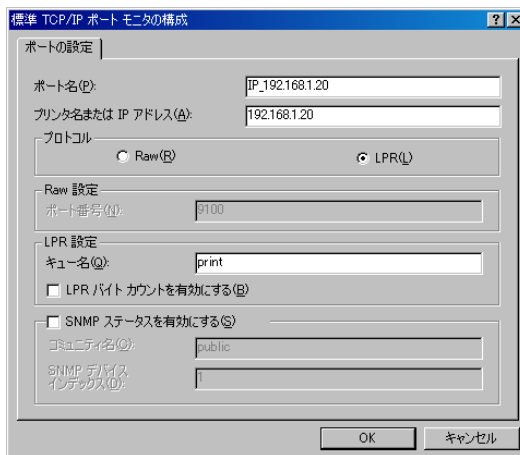 標準 TCP/IP ポート モニタの構成
ポートの設定
ポート名(P):
IP_192.168.1.20
プリンタ名または IP アドレス(A):
192.168.1.20
プロトコル
Raw(R)
LPR(L)
Raw 設定
ポート番号(N):
9100
LPR 設定
キュー名(Q):
print
LPR バイト カウントを有効にする(B)
SNMP ステータスを有効にする(S)
コミュニティ名(C):
public
SNMP デバイス
インデックス(D):
1
OK
キャンセル